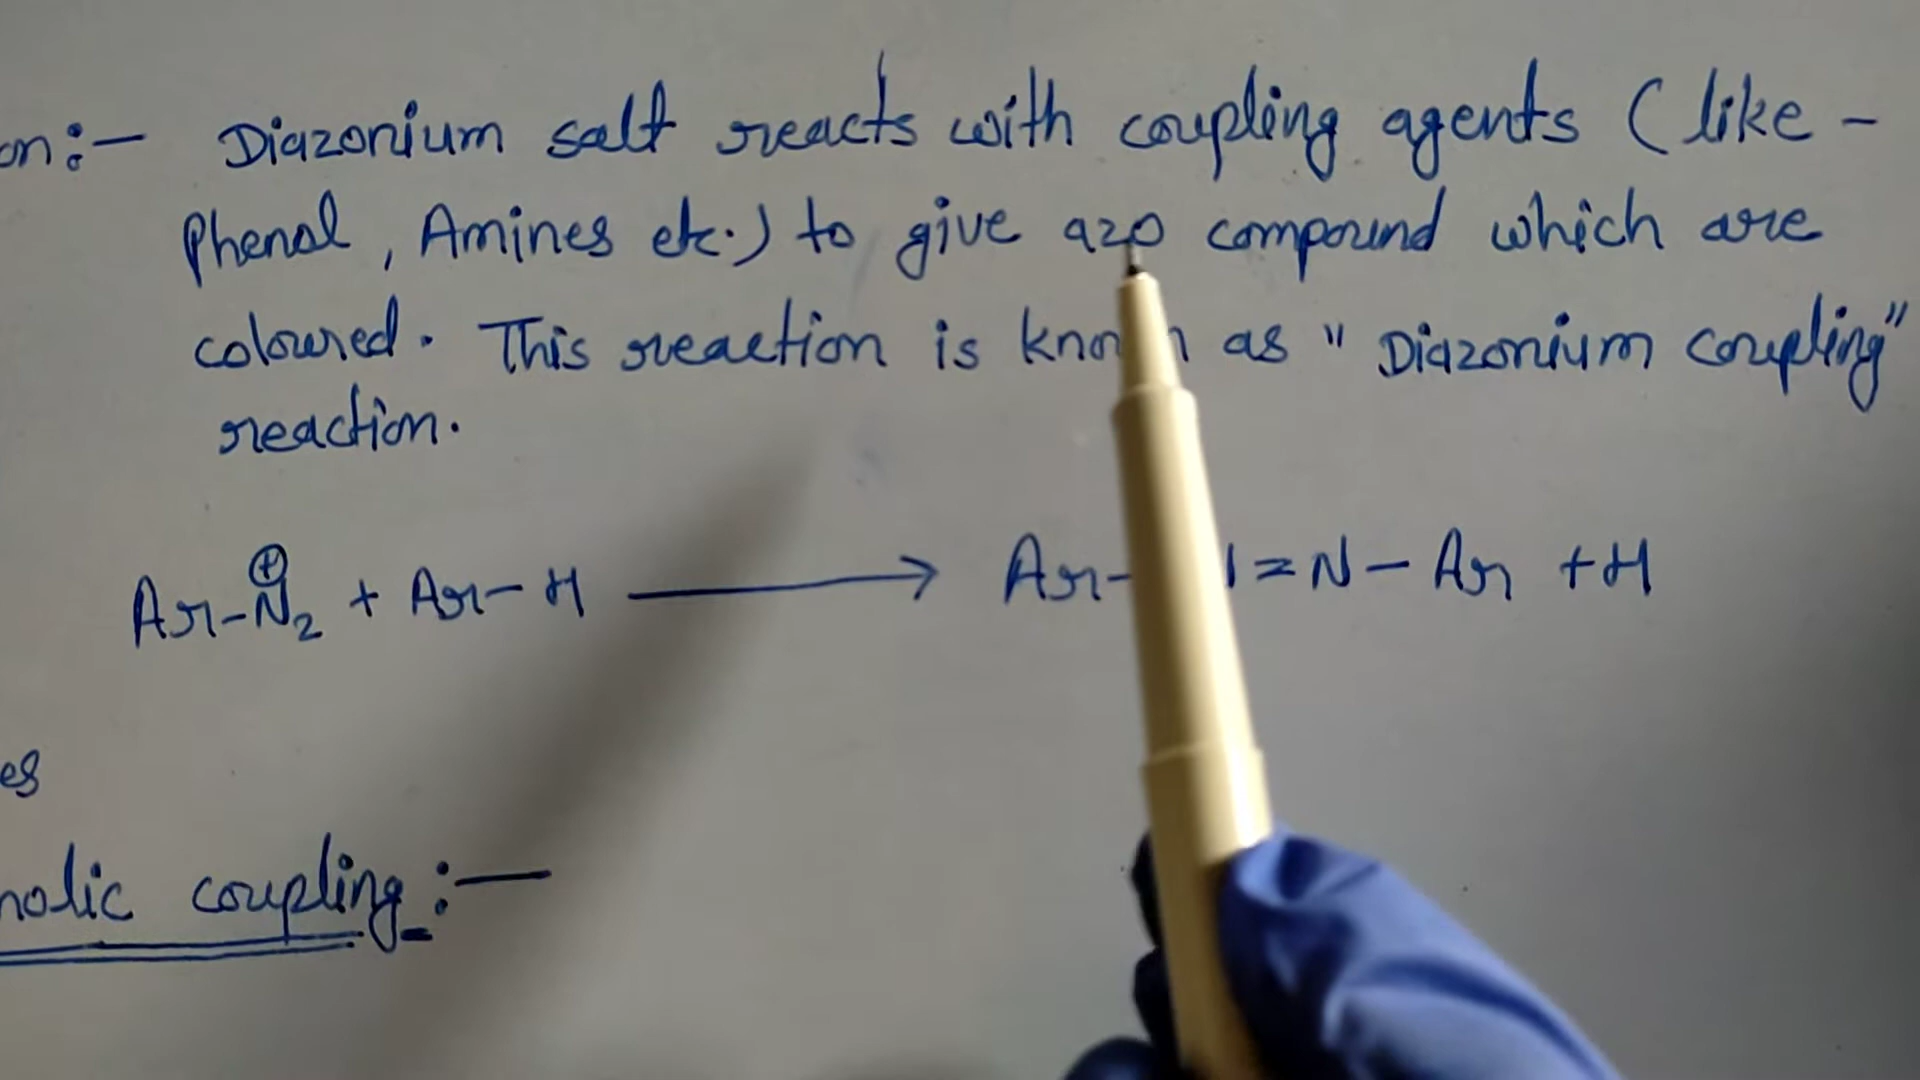 on:- Diazonium salt reacts with coupling agents (like -
Phenol, Amines etc.) to give azo compound which are
coloured. This reaction is known as "Diazonium coupling"
reaction.
Ar-N₂⊕ + Ar-H ⟶ Ar-N=N-Ar + H
es
nolic coupling:-